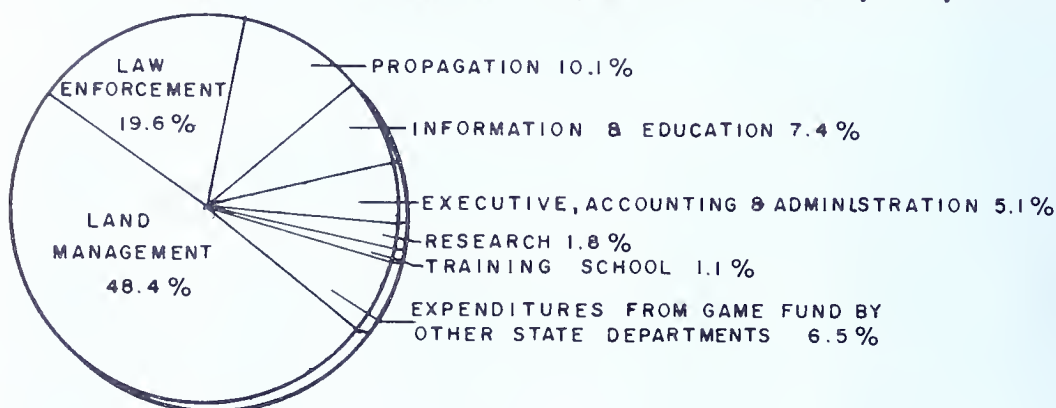 LAW
ENFORCEMENT
19.6%
PROPAGATION 10.1%
INFORMATION & EDUCATION 7.4%
EXECUTIVE, ACCOUNTING & ADMINISTRATION 5.1%
LAND
MANAGEMENT
48.4%
RESEARCH 1.8%
TRAINING SCHOOL 1.1%
EXPENDITURES FROM GAME FUND BY
OTHER STATE DEPARTMENTS 6.5%